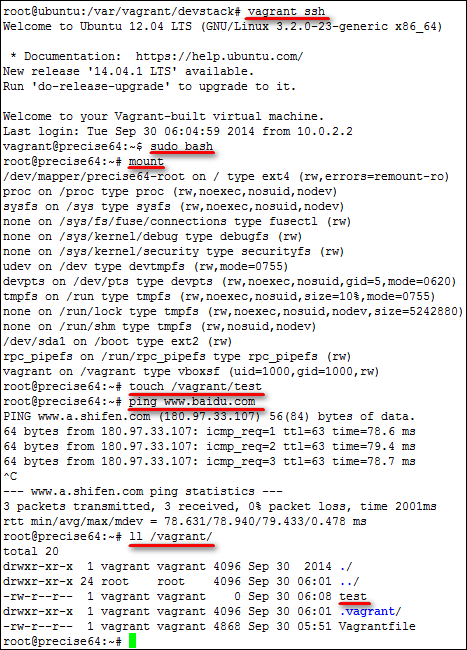 root@ubuntu:/var/vagrant/devstack# vagrant ssh
Welcome to Ubuntu 12.04 LTS (GNU/Linux 3.2.0-23-generic x86_64)
 * Documentation:  https://help.ubuntu.com/
New release '14.04.1 LTS' available.
Run 'do-release-upgrade' to upgrade to it.
Welcome to your Vagrant-built virtual machine.
Last login: Tue Sep 30 06:04:59 2014 from 10.0.2.2
vagrant@precise64:~$ sudo bash
root@precise64:~# mount
/dev/mapper/precise64-root on / type ext4 (rw,errors=remount-ro)
proc on /proc type proc (rw,noexec,nosuid,nodev)
sysfs on /sys type sysfs (rw,noexec,nosuid,nodev)
none on /sys/fs/fuse/connections type fusectl (rw)
none on /sys/kernel/debug type debugfs (rw)
none on /sys/kernel/security type securityfs (rw)
udev on /dev type devtmpfs (rw,mode=0755)
devpts on /dev/pts type devpts (rw,noexec,nosuid,gid=5,mode=0620)
tmpfs on /run type tmpfs (rw,noexec,nosuid,size=10%,mode=0755)
none on /run/lock type tmpfs (rw,noexec,nosuid,nodev,size=5242880)
none on /run/shm type tmpfs (rw,nosuid,nodev)
/dev/sda1 on /boot type ext2 (rw)
rpc_pipefs on /run/rpc_pipefs type rpc_pipefs (rw)
vagrant on /vagrant type vboxsf (uid=1000,gid=1000,rw)
root@precise64:~# touch /vagrant/test
root@precise64:~# ping www.baidu.com
PING www.a.shifen.com (180.97.33.107) 56(84) bytes of data.
64 bytes from 180.97.33.107: icmp_req=1 ttl=63 time=78.6 ms
64 bytes from 180.97.33.107: icmp_req=2 ttl=63 time=79.4 ms
64 bytes from 180.97.33.107: icmp_req=3 ttl=63 time=78.7 ms
^C
--- www.a.shifen.com ping statistics ---
3 packets transmitted, 3 received, 0% packet loss, time 2001ms
rtt min/avg/max/mdev = 78.631/78.940/79.433/0.478 ms
root@precise64:~# ll /vagrant/
total 20
drwxr-xr-x  1 vagrant vagrant 4096 Sep 30  2014 ./
drwxr-xr-x 24 root    root    4096 Sep 30 06:01 ../
-rw-r--r--  1 vagrant vagrant    0 Sep 30 06:08 test
drwxr-xr-x  1 vagrant vagrant 4096 Sep 30 06:01 .vagrant/
-rw-r--r--  1 vagrant vagrant 4868 Sep 30 05:51 Vagrantfile
root@precise64:~#